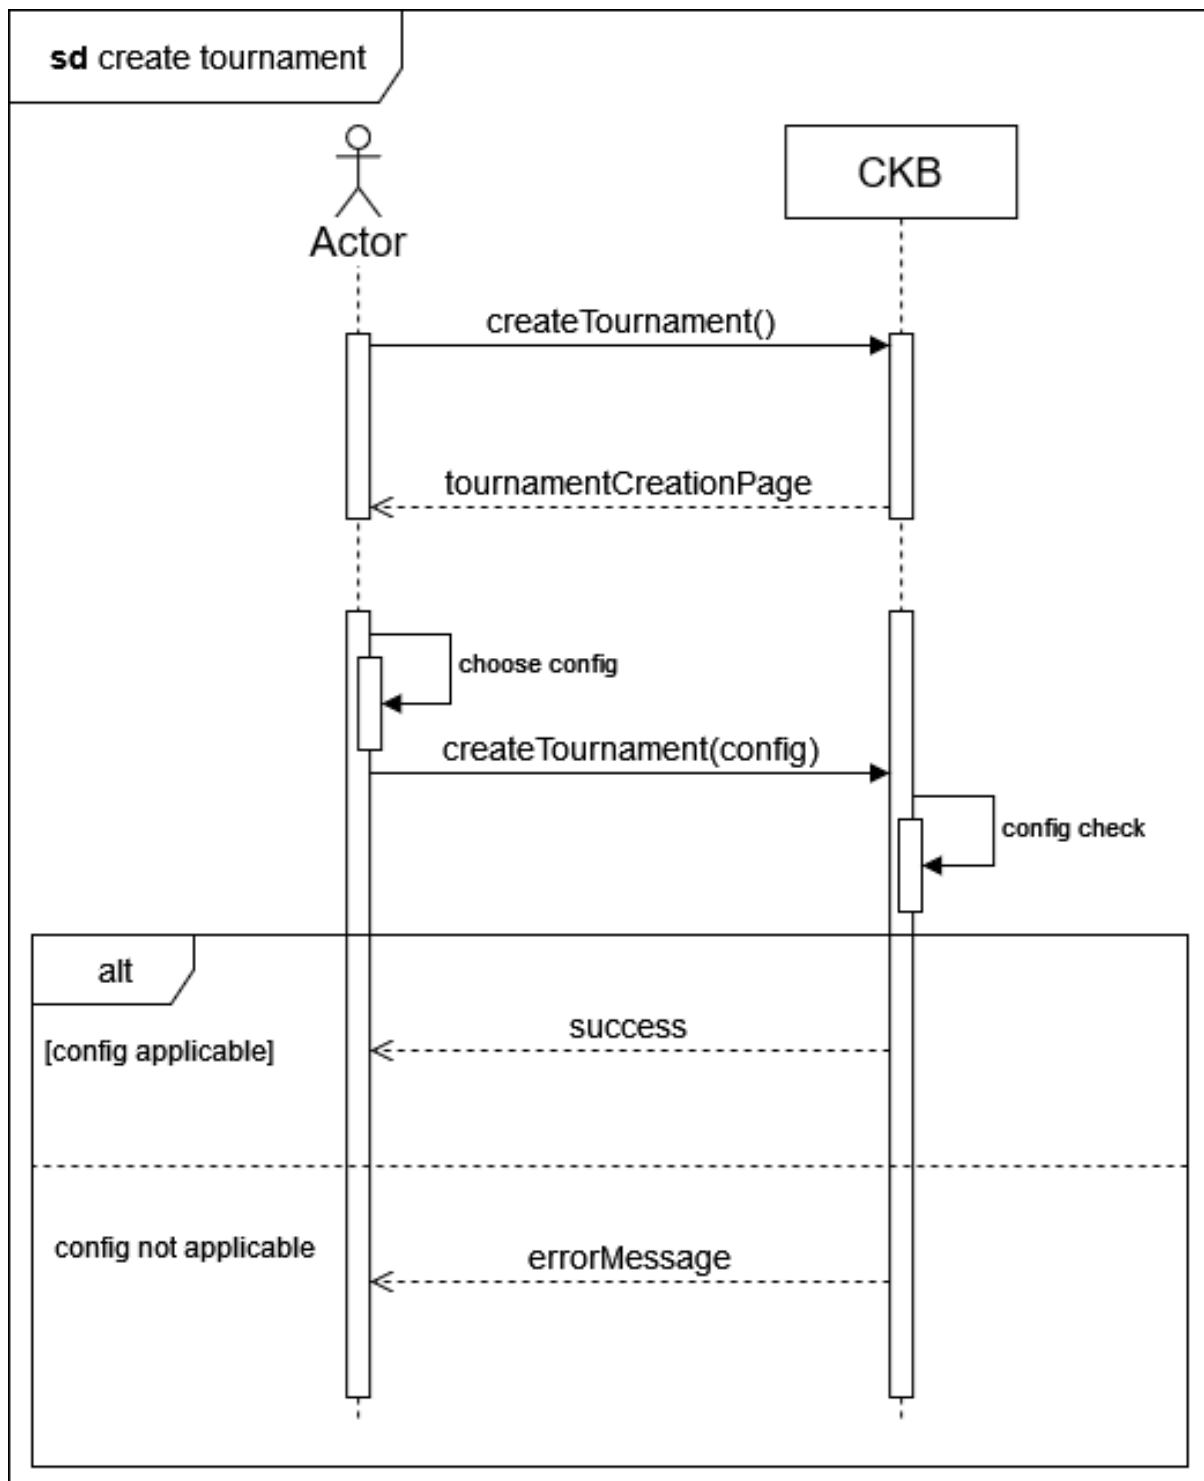 sd create tournament
CKB
Actor
createTournament()
tournamentCreationPage
choose config
createTournament(config)
config check
alt
success
[config applicable]
config not applicable
errorMessage